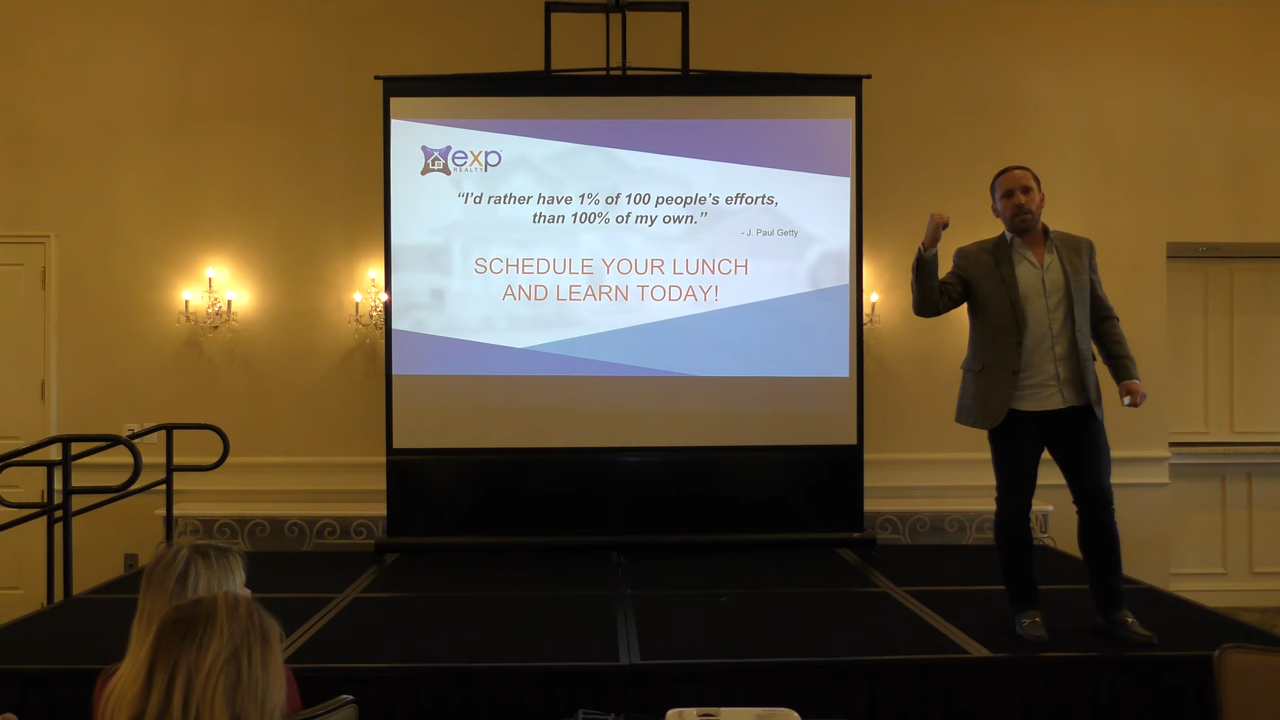 exp
REALTY
“I’d rather have 1% of 100 people’s efforts,
than 100% of my own.”
- J. Paul Getty
SCHEDULE YOUR LUNCH
AND LEARN TODAY!